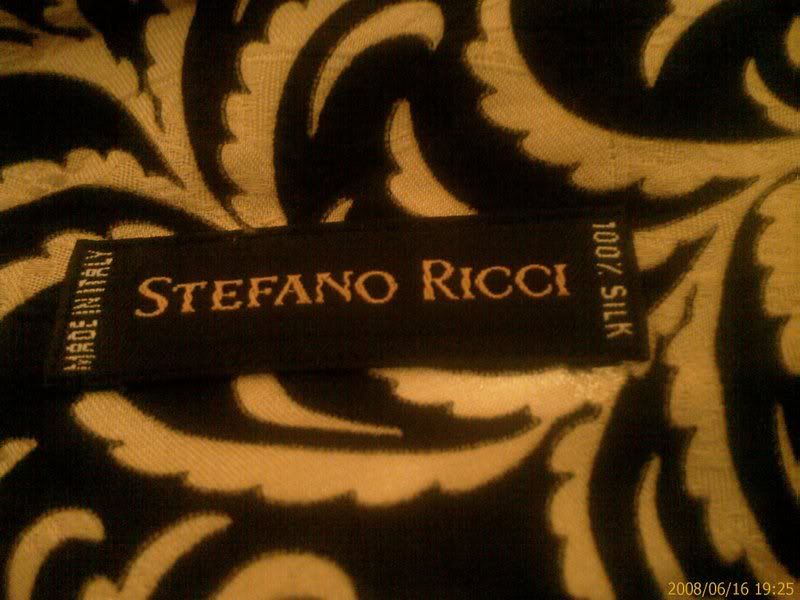 MADE IN ITALY
STEFANO RICCI
100% SILK
2008/06/16 19:25